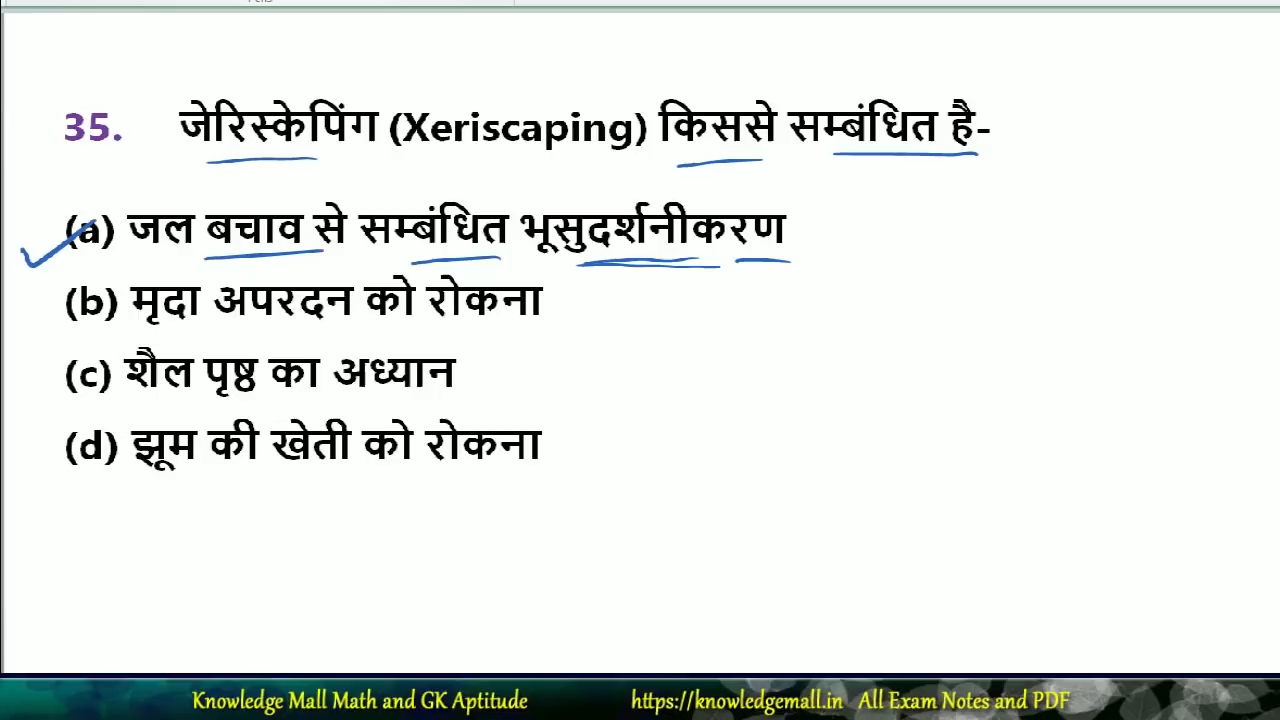 35. जेरिस्केपिंग (Xeriscaping) किससे सम्बंधित है-
(a) जल बचाव से सम्बंधित भूसुदर्शनीकरण
(b) मृदा अपरदन को रोकना
(c) शैल पृष्ठ का अध्यान
(d) झूम की खेती को रोकना
Knowledge Mall Math and GK Aptitude https://knowledgemall.in All Exam Notes and PDF